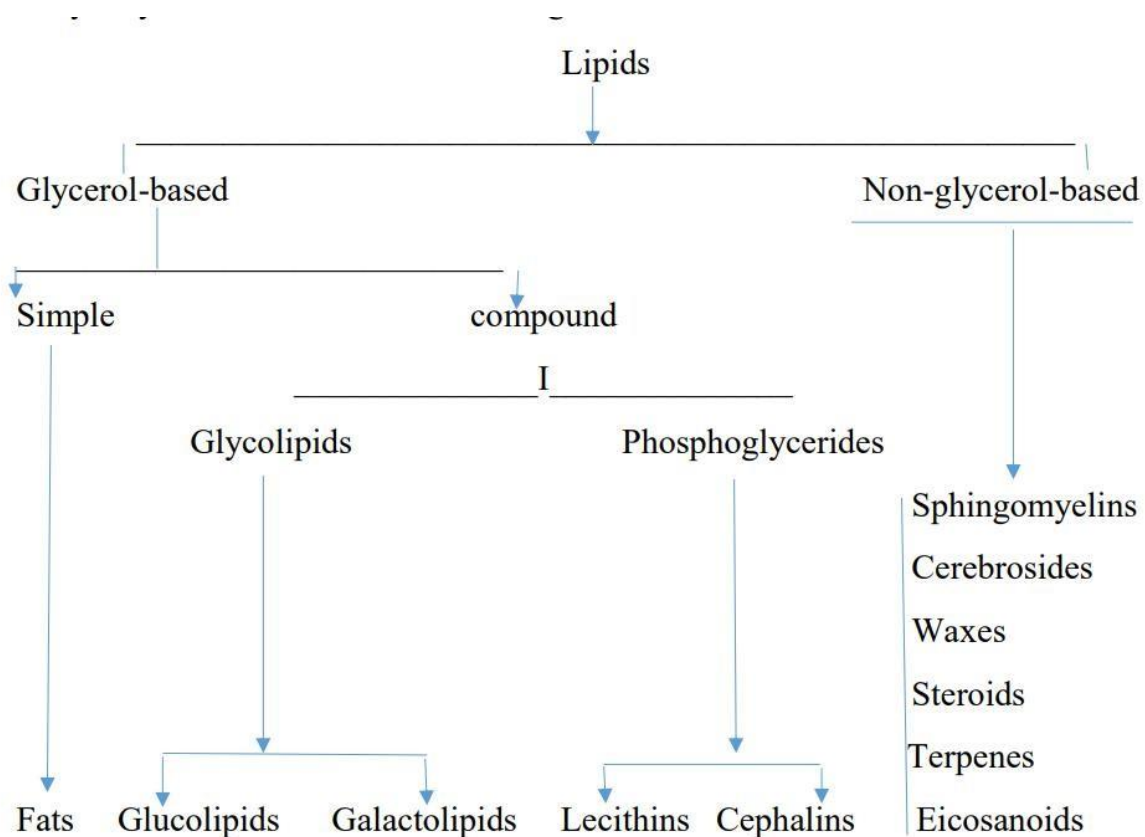 Lipids
Glycerol-based Non-glycerol-based
Simple compound
I
Glycolipids Phosphoglycerides
Sphingomyelins
Cerebrosides
Waxes
Steroids
Terpenes
Fats Glucolipids Galactolipids Lecithins Cephalins Eicosanoids